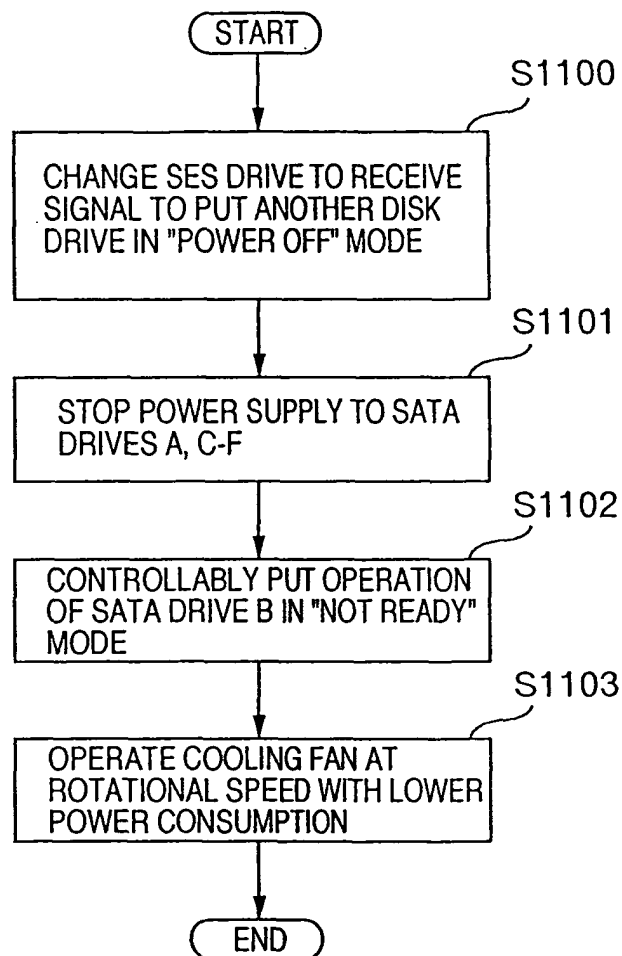 START
S1100
CHANGE SES DRIVE TO RECEIVE
SIGNAL TO PUT ANOTHER DISK
DRIVE IN "POWER OFF" MODE
S1101
STOP POWER SUPPLY TO SATA
DRIVES A, C-F
S1102
CONTROLLABLY PUT OPERATION
OF SATA DRIVE B IN "NOT READY"
MODE
S1103
OPERATE COOLING FAN AT
ROTATIONAL SPEED WITH LOWER
POWER CONSUMPTION
END